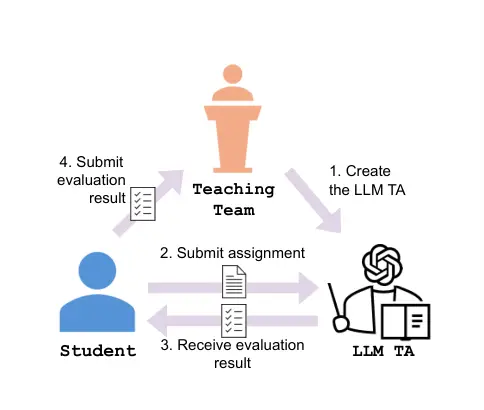 4. Submit
evaluation
result
Teaching
Team
1. Create
the LLM TA
2. Submit assignment
Student
3. Receive evaluation
result
LLM TA